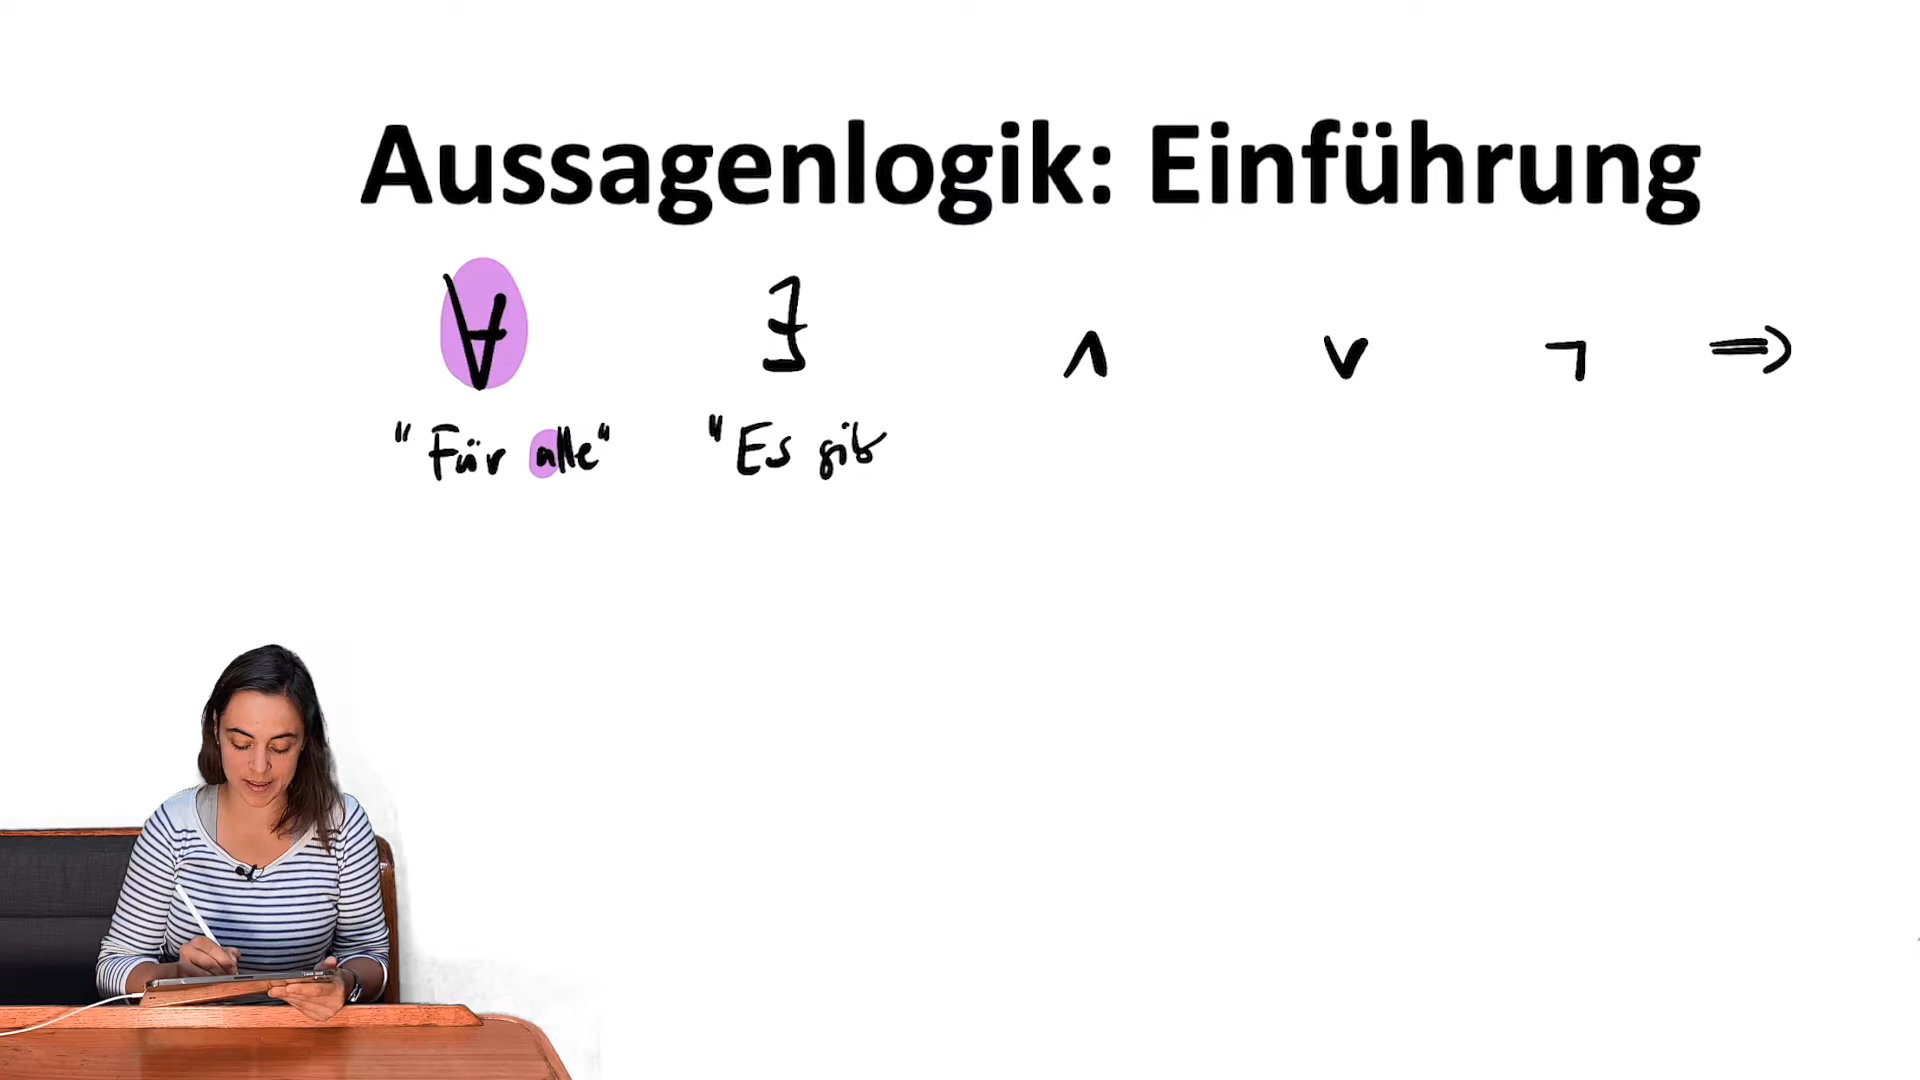 Aussagenlogik: Einführung
∀ ∃ ∧ ∨ ¬ ⇒
"Für alle" "Es gib